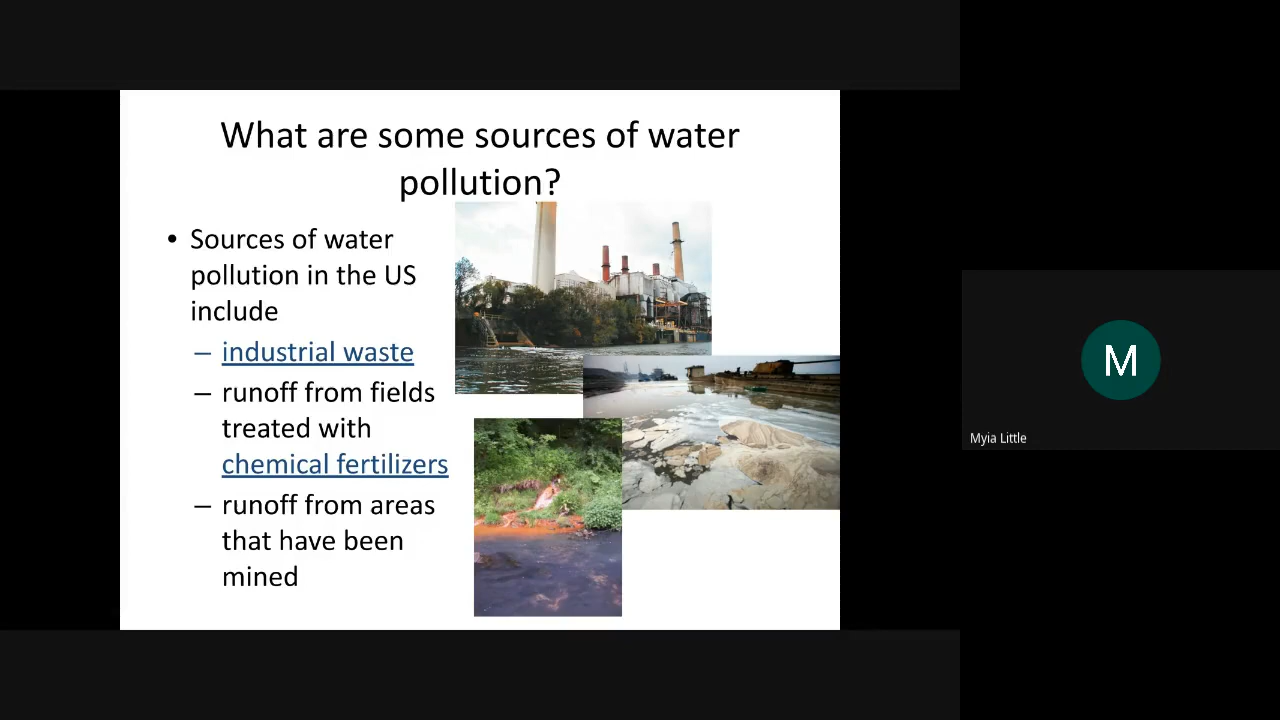 What are some sources of water
pollution?
• Sources of water
pollution in the US
include
– industrial waste
– runoff from fields
treated with
chemical fertilizers
– runoff from areas
that have been
mined
M
Myia Little